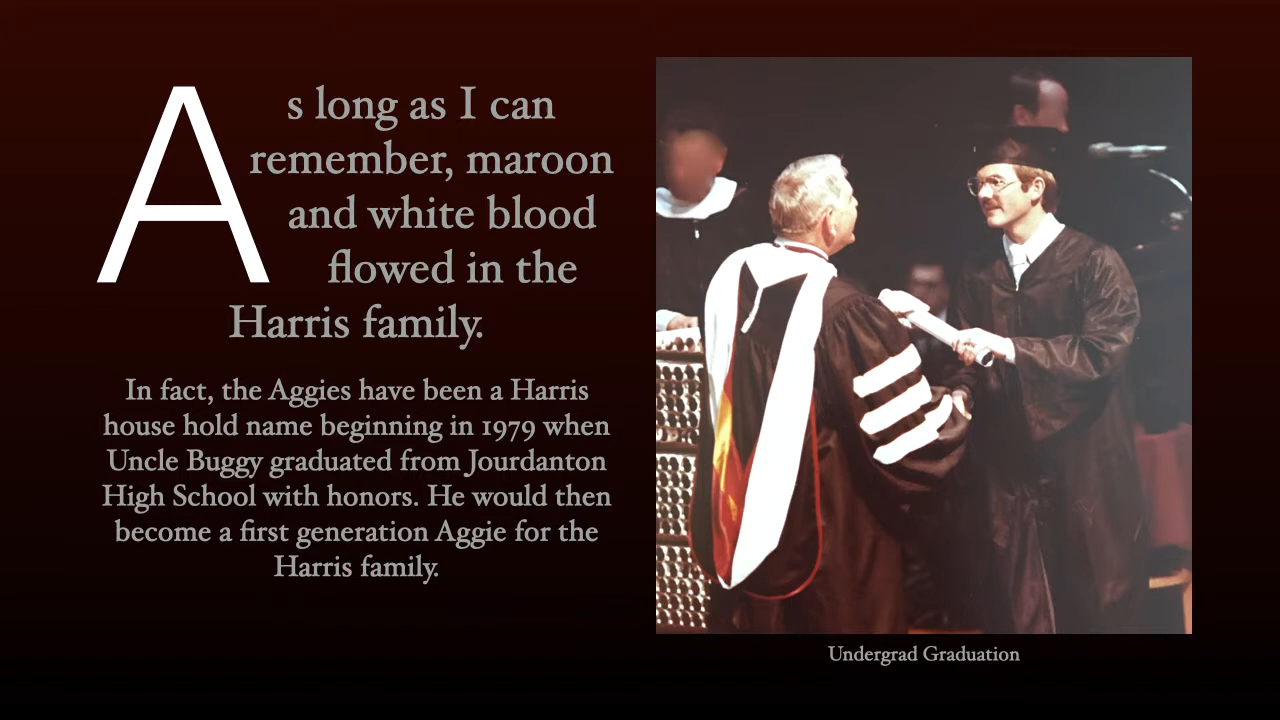 As long as I can
remember, maroon
and white blood
flowed in the
Harris family.
In fact, the Aggies have been a Harris
house hold name beginning in 1979 when
Uncle Buggy graduated from Jourdanton
High School with honors. He would then
become a first generation Aggie for the
Harris family.
Undergrad Graduation